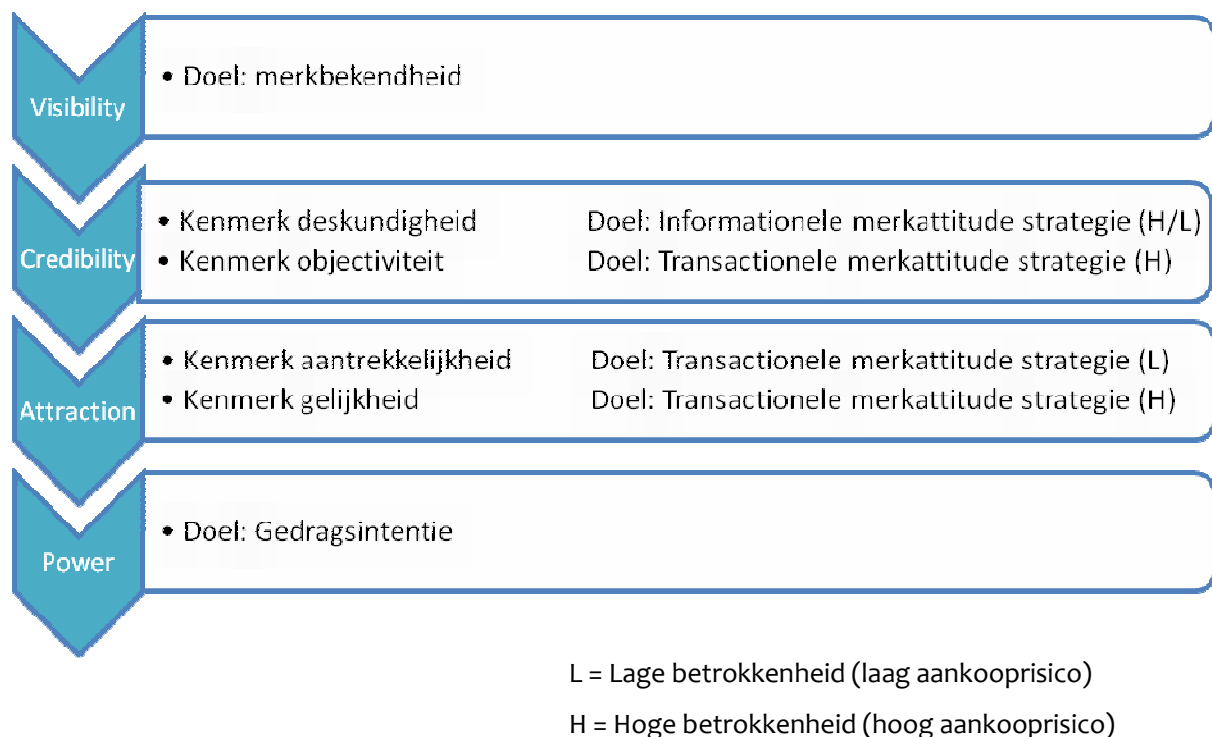 Visibility
• Doel: merkbekendheid
Credibility
• Kenmerk deskundigheid Doel: Informationele merkattitude strategie (H/L)
• Kenmerk objectiviteit Doel: Transactionele merkattitude strategie (H)
Attraction
• Kenmerk aantrekkelijkheid Doel: Transactionele merkattitude strategie (L)
• Kenmerk gelijkheid Doel: Transactionele merkattitude strategie (H)
Power
• Doel: Gedragsintentie
L = Lage betrokkenheid (laag aankooprisico)
H = Hoge betrokkenheid (hoog aankooprisico)